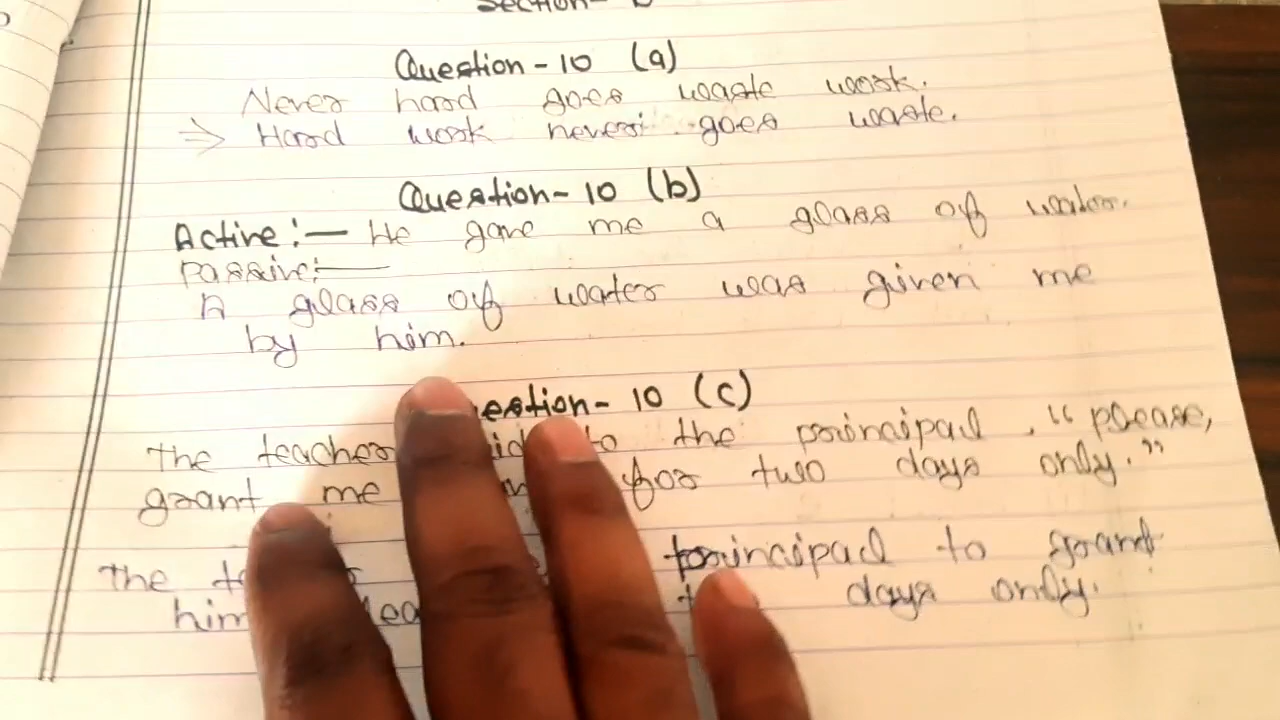 Question-10 (a)
Never hard goes waste work.
⇒ Hard work never goes waste.
Question-10 (b)
Active:— He gave me a glass of water.
Passive:—
A glass of water was given me
by him.
Question-10 (c)
The teacher to the principal, "please,
grant me for two days only."
The principal to grant
him days only.